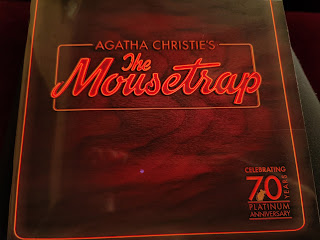 AGATHA CHRISTIE'S
The
Mousetrap
CELEBRATING
70 YEARS
PLATINUM
ANNIVERSARY